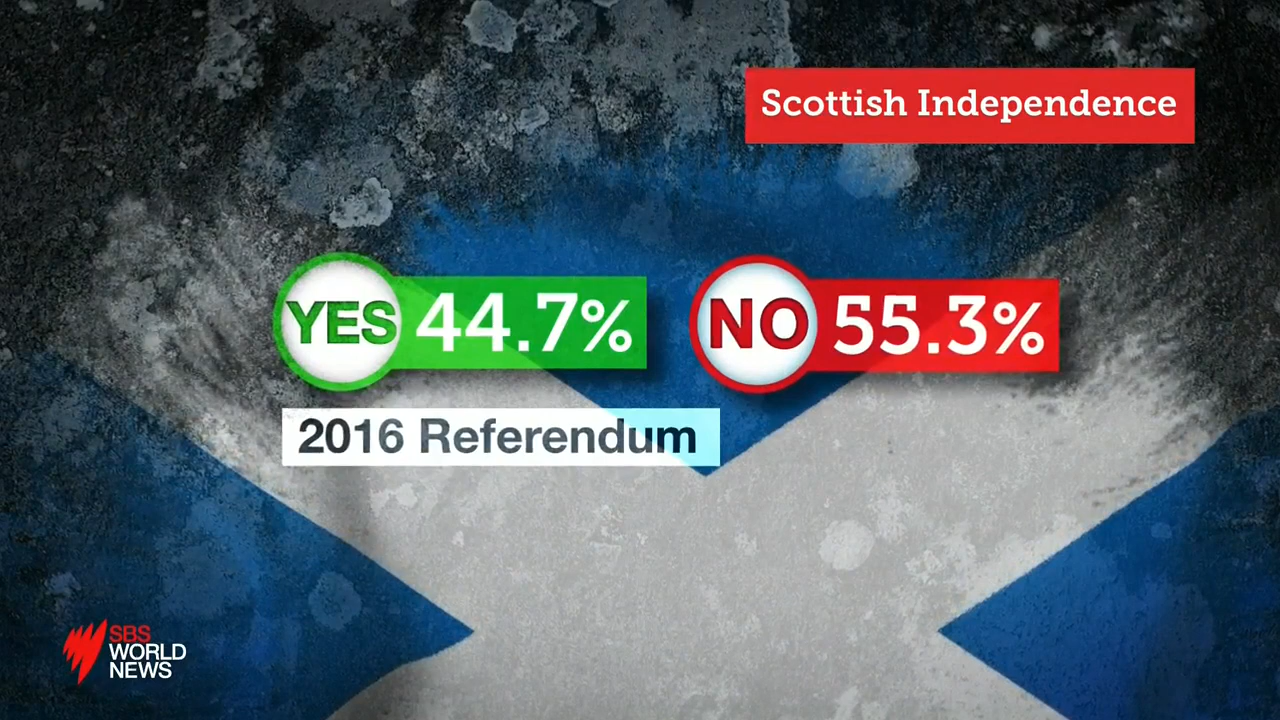 Scottish Independence
YES 44.7%
NO 55.3%
2016 Referendum
SBS
WORLD
NEWS